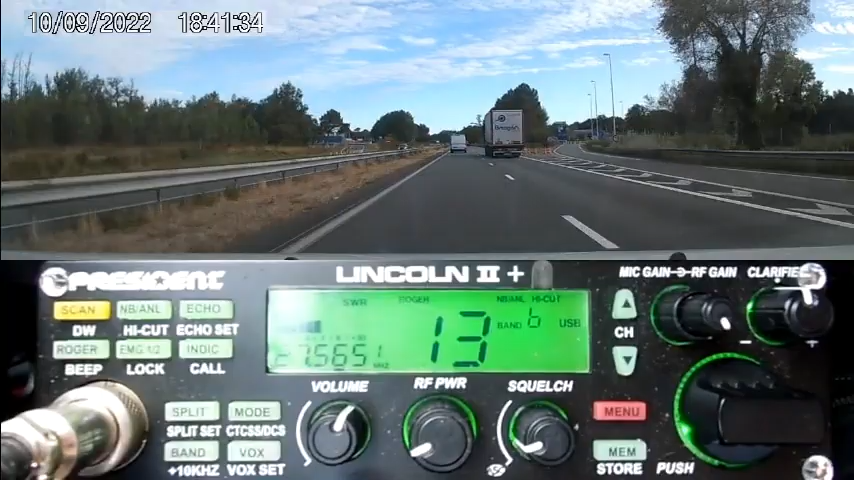 10/09/2022 18:41:34
PRESIDENT LINCOLN II + MIC GAIN RF GAIN CLARIFIER
SCAN NB/ANL ECHO
DW HI-CUT ECHO SET
ROGER EMG 1/2 INDIC
BEEP LOCK CALL
SWR ROGER NB/ANL HI-CUT
13 BAND b USB
27.565 MHz
CH
VOLUME RF PWR SQUELCH
SPLIT MODE
SPLIT SET CTCSS/DCS
BAND VOX
+10KHZ VOX SET
MENU
MEM
STORE PUSH
- +